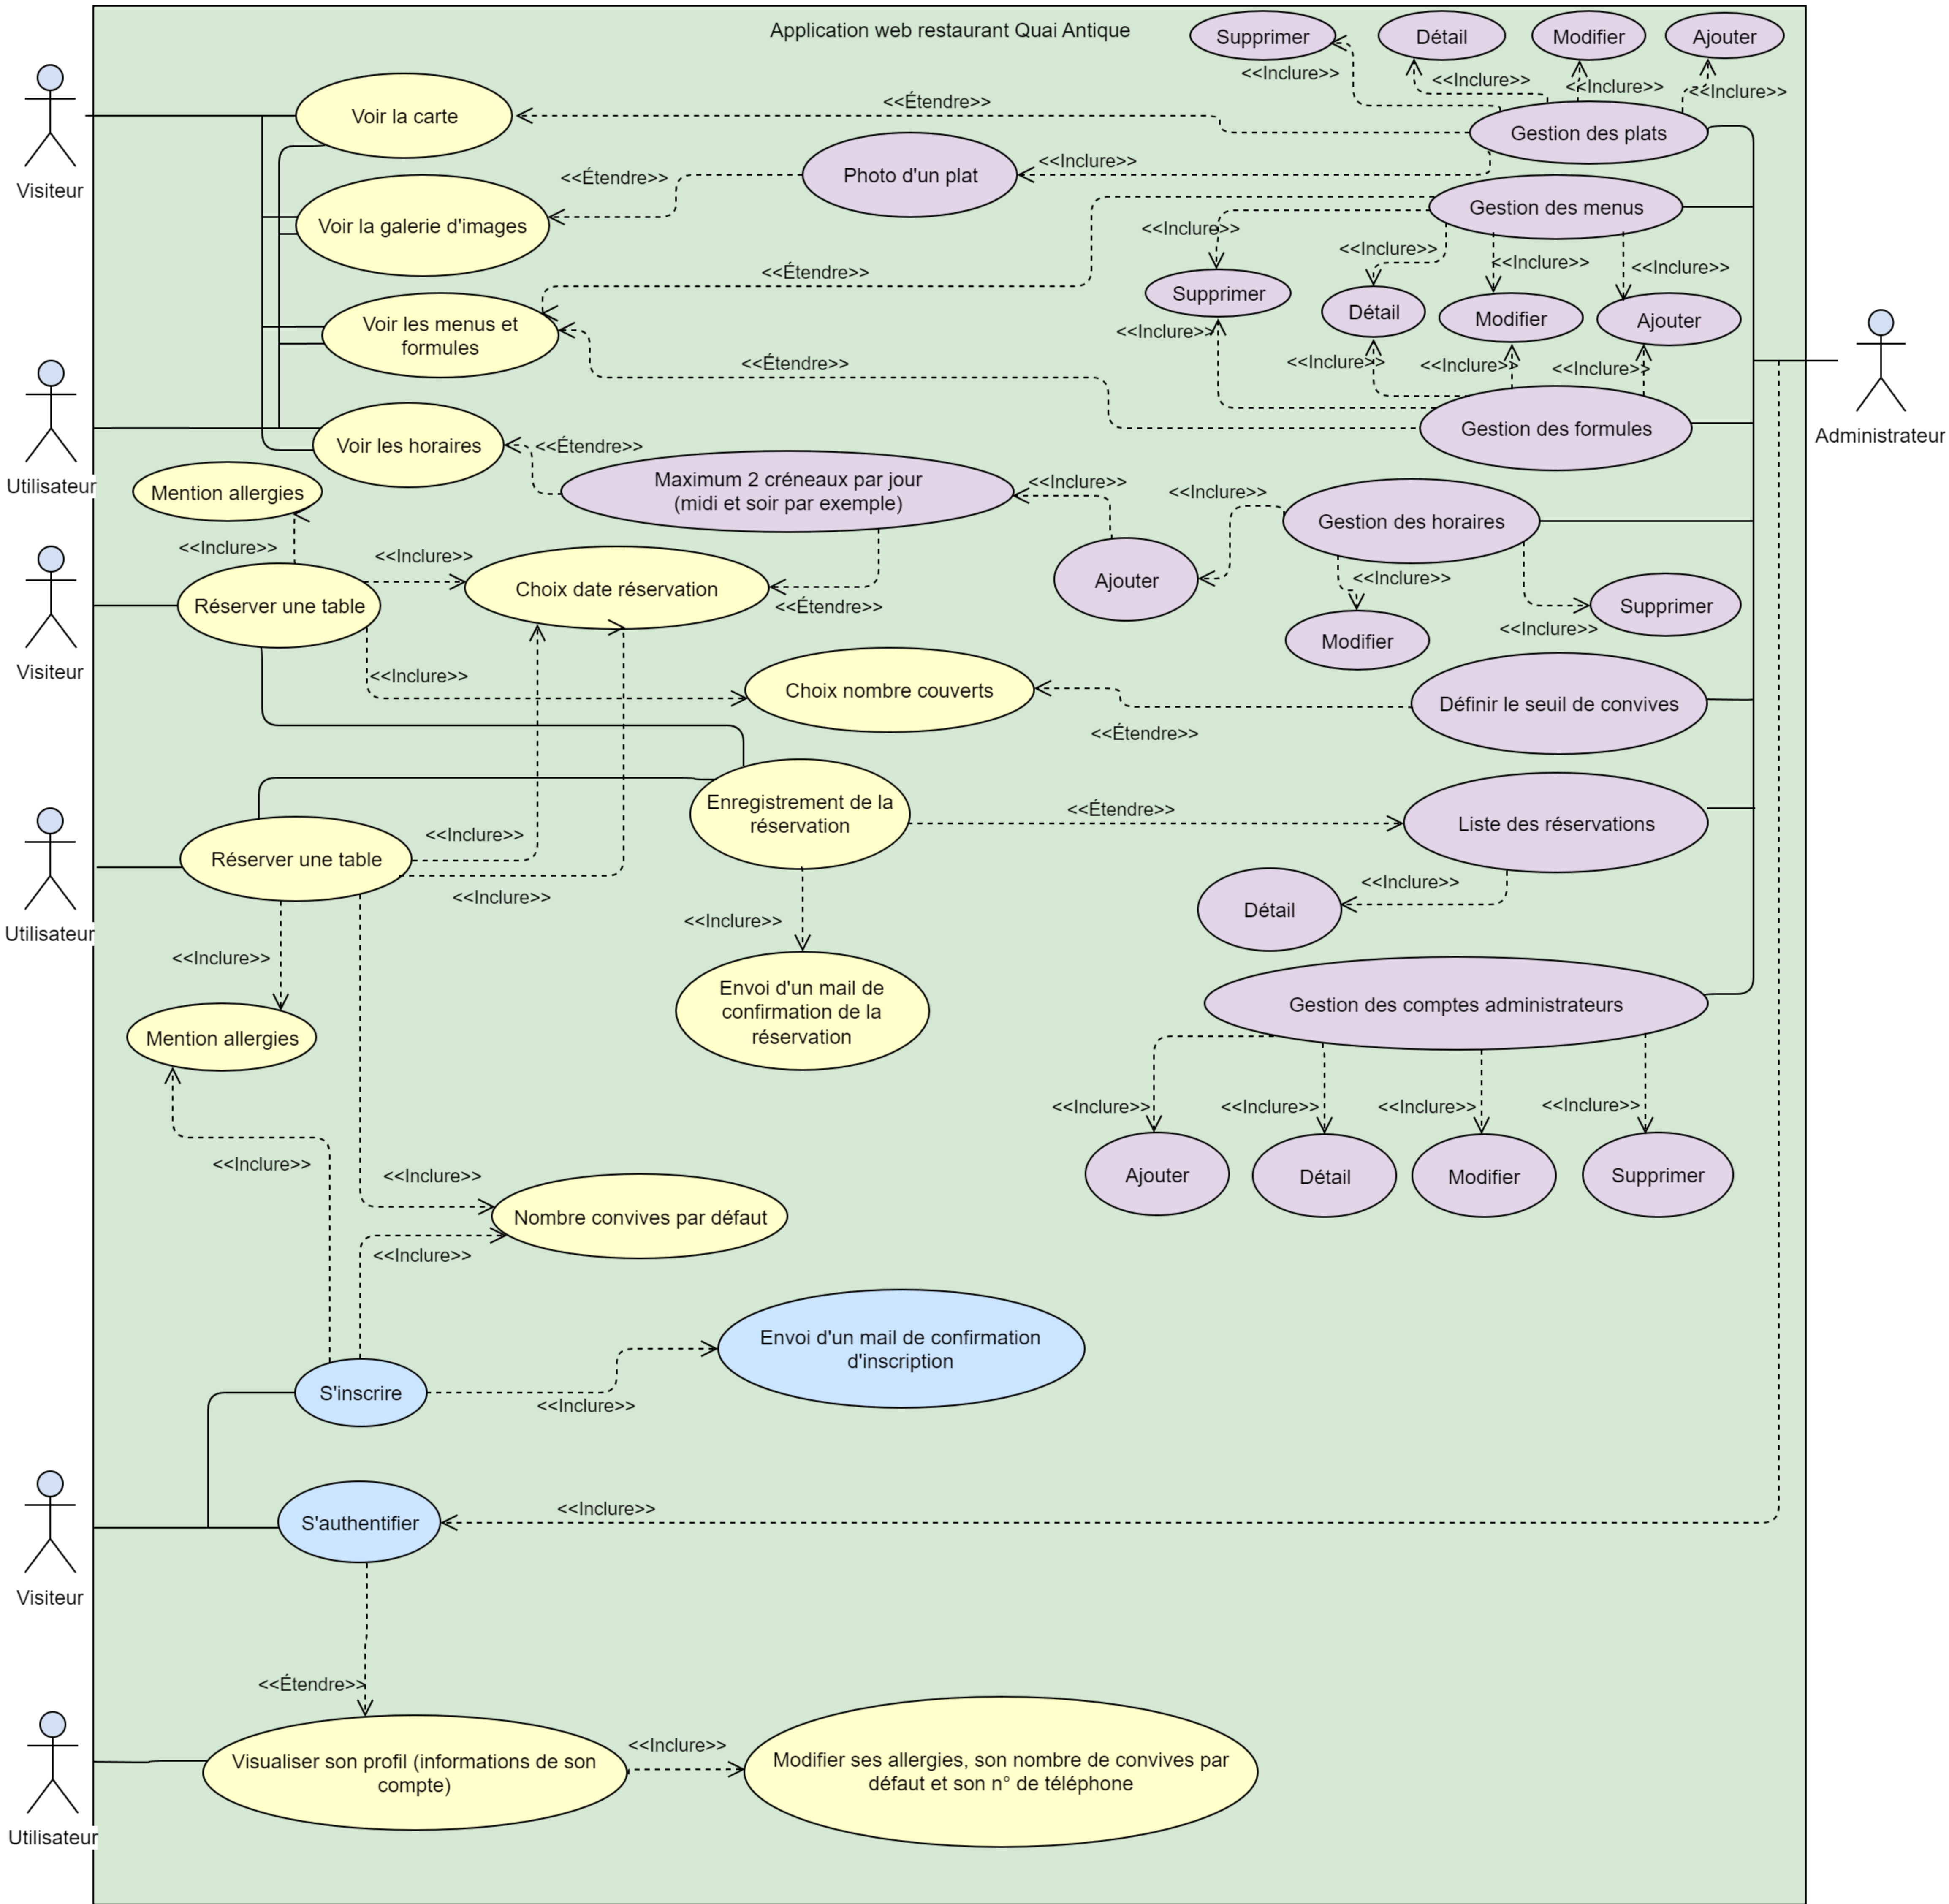 Application web restaurant Quai Antique
Supprimer
Détail
Modifier
Ajouter
<<Inclure>>
<<Inclure>>
<<Inclure>>
<<Inclure>>
Visiteur
Voir la carte
<<Étendre>>
Gestion des plats
<<Étendre>>
Photo d'un plat
<<Inclure>>
Voir la galerie d'images
Gestion des menus
<<Inclure>>
<<Inclure>>
<<Inclure>>
<<Inclure>>
<<Étendre>>
Supprimer
Détail
Modifier
Ajouter
Voir les menus et
formules
<<Inclure>>
<<Inclure>>
<<Inclure>>
<<Inclure>>
<<Étendre>>
Administrateur
Utilisateur
Voir les horaires
<<Étendre>>
Gestion des formules
Mention allergies
Maximum 2 créneaux par jour
(midi et soir par exemple)
<<Inclure>>
<<Inclure>>
Gestion des horaires
<<Inclure>>
<<Inclure>>
Visiteur
Réserver une table
Choix date réservation
<<Étendre>>
Ajouter
<<Inclure>>
Modifier
<<Inclure>>
Supprimer
<<Inclure>>
Choix nombre couverts
<<Étendre>>
Définir le seuil de convives
Enregistrement de la
réservation
<<Étendre>>
Liste des réservations
Utilisateur
Réserver une table
<<Inclure>>
<<Inclure>>
<<Inclure>>
<<Inclure>>
Détail
<<Inclure>>
Mention allergies
Envoi d'un mail de
confirmation de la
réservation
Gestion des comptes administrateurs
<<Inclure>>
<<Inclure>>
<<Inclure>>
<<Inclure>>
Ajouter
Détail
Modifier
Supprimer
<<Inclure>>
<<Inclure>>
Nombre convives par défaut
<<Inclure>>
Envoi d'un mail de confirmation
d'inscription
S'inscrire
<<Inclure>>
Visiteur
S'authentifier
<<Inclure>>
<<Étendre>>
Utilisateur
Visualiser son profil (informations de son
compte)
<<Inclure>>
Modifier ses allergies, son nombre de convives par
défaut et son n° de téléphone